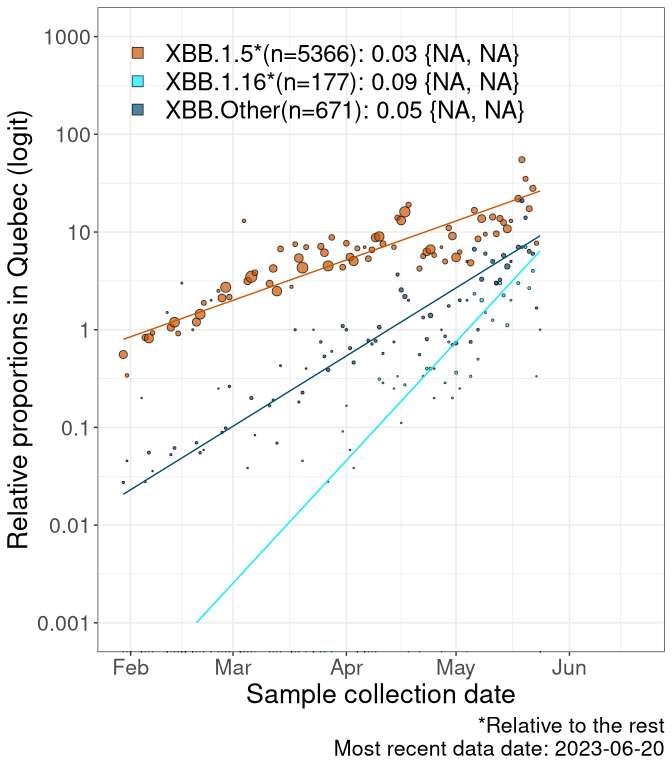 Relative proportions in Quebec (logit)
1000
100
10
1
0.1
0.01
0.001
XBB.1.5*(n=5366): 0.03 {NA, NA}
XBB.1.16*(n=177): 0.09 {NA, NA}
XBB.Other(n=671): 0.05 {NA, NA}
Feb Mar Apr May Jun
Sample collection date
*Relative to the rest
Most recent data date: 2023-06-20